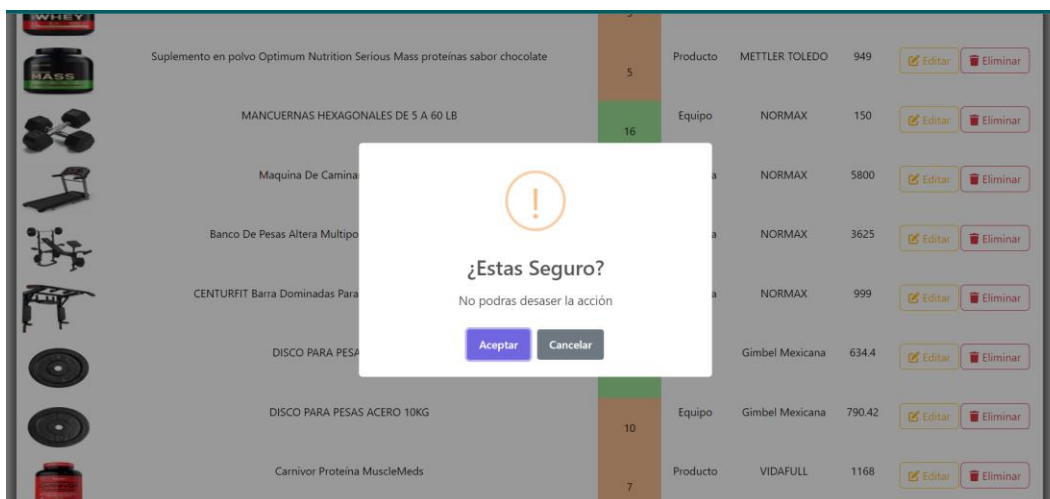 WHEY
Suplemento en polvo Optimum Nutrition Serious Mass proteínas sabor chocolate 5 Producto METTLER TOLEDO 949 Editar Eliminar
MASS
MANCUERNAS HEXAGONALES DE 5 A 60 LB 16 Equipo NORMAX 150 Editar Eliminar
Maquina De Camina NORMAX 5800 Editar Eliminar
Banco De Pesas Altera Multipo NORMAX 3625 Editar Eliminar
CENTURFIT Barra Dominadas Para NORMAX 999 Editar Eliminar
DISCO PARA PESA Gimbel Mexicana 634.4 Editar Eliminar
DISCO PARA PESAS ACERO 10KG 10 Equipo Gimbel Mexicana 790.42 Editar Eliminar
Carnivor Proteína MuscleMeds 7 Producto VIDAFULL 1168 Editar Eliminar
!
¿Estas Seguro?
No podras desaser la acción
Aceptar Cancelar